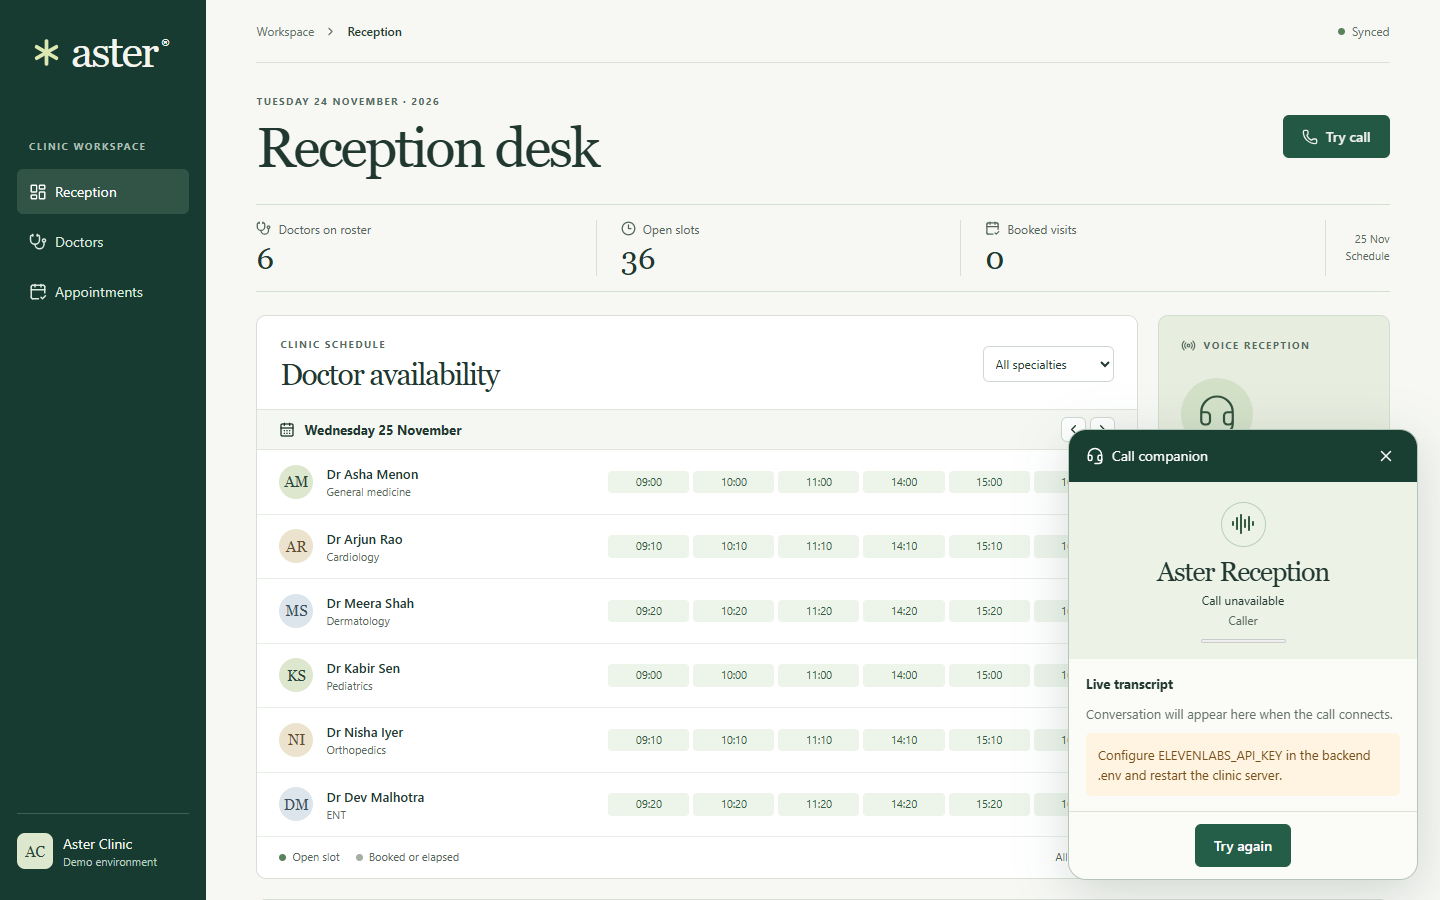 aster®
CLINIC WORKSPACE
Reception
Doctors
Appointments
AC
Aster Clinic
Demo environment
Workspace > Reception
Synced
TUESDAY 24 NOVEMBER · 2026
Reception desk
Try call
Doctors on roster
6
Open slots
36
Booked visits
0
25 Nov
Schedule
CLINIC SCHEDULE
Doctor availability
All specialties
Wednesday 25 November
AM
Dr Asha Menon
General medicine
09:00 10:00 11:00 14:00 15:00
AR
Dr Arjun Rao
Cardiology
09:10 10:10 11:10 14:10 15:10
MS
Dr Meera Shah
Dermatology
09:20 10:20 11:20 14:20 15:20
KS
Dr Kabir Sen
Pediatrics
09:00 10:00 11:00 14:00 15:00
NI
Dr Nisha Iyer
Orthopedics
09:10 10:10 11:10 14:10 15:10
DM
Dr Dev Malhotra
ENT
09:20 10:20 11:20 14:20 15:20
Open slot
Booked or elapsed
All
VOICE RECEPTION
Call companion
Aster Reception
Call unavailable
Caller
Live transcript
Conversation will appear here when the call connects.
Configure ELEVENLABS_API_KEY in the backend
.env and restart the clinic server.
Try again